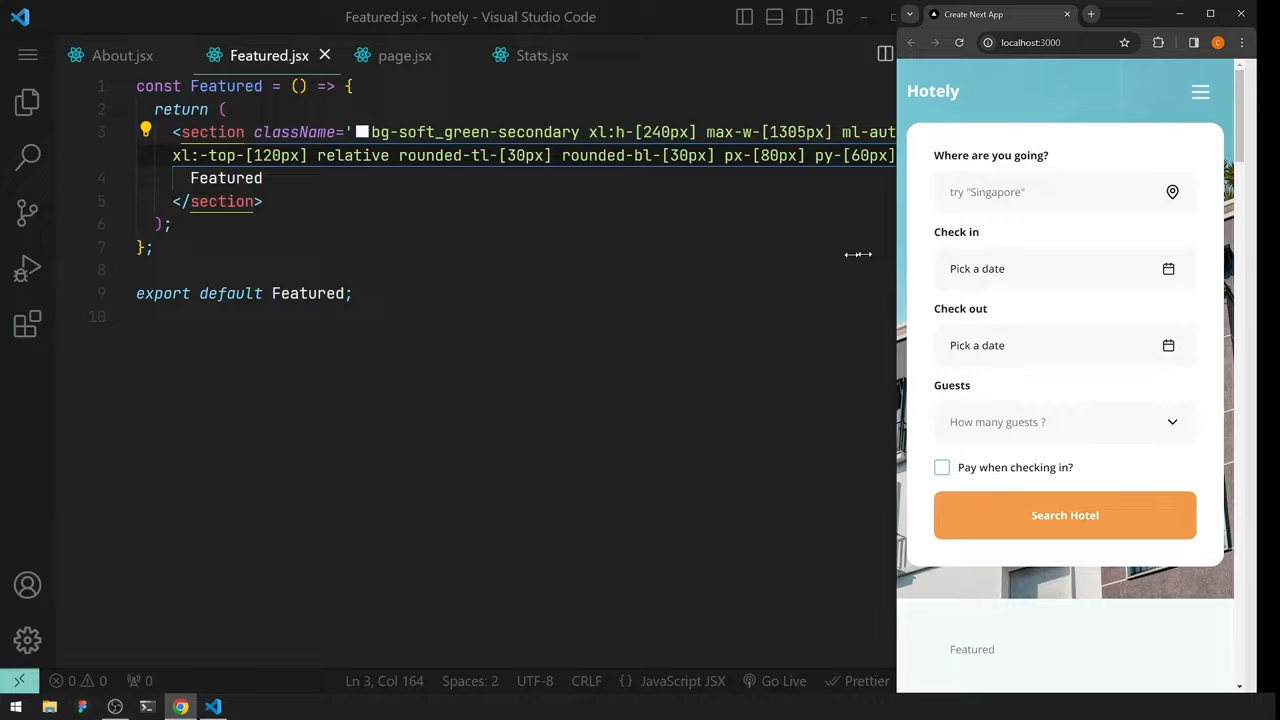 Featured.jsx - hotely - Visual Studio Code
About.jsx
Featured.jsx
page.jsx
Stats.jsx
1 const Featured = () => {
2 return (
3 <section className='bg-soft_green-secondary xl:h-[240px] max-w-[1305px] ml-aut
xl:-top-[120px] relative rounded-tl-[30px] rounded-bl-[30px] px-[80px] py-[60px]
4 Featured
5 </section>
6 );
7 };
8
9 export default Featured;
10
0 0 0
Ln 3, Col 164
Spaces: 2
UTF-8
CRLF
{} JavaScript JSX
Go Live
Prettier
Create Next App
localhost:3000
C
Hotely
Where are you going?
try "Singapore"
Check in
Pick a date
Check out
Pick a date
Guests
How many guests ?
Pay when checking in?
Search Hotel
Featured